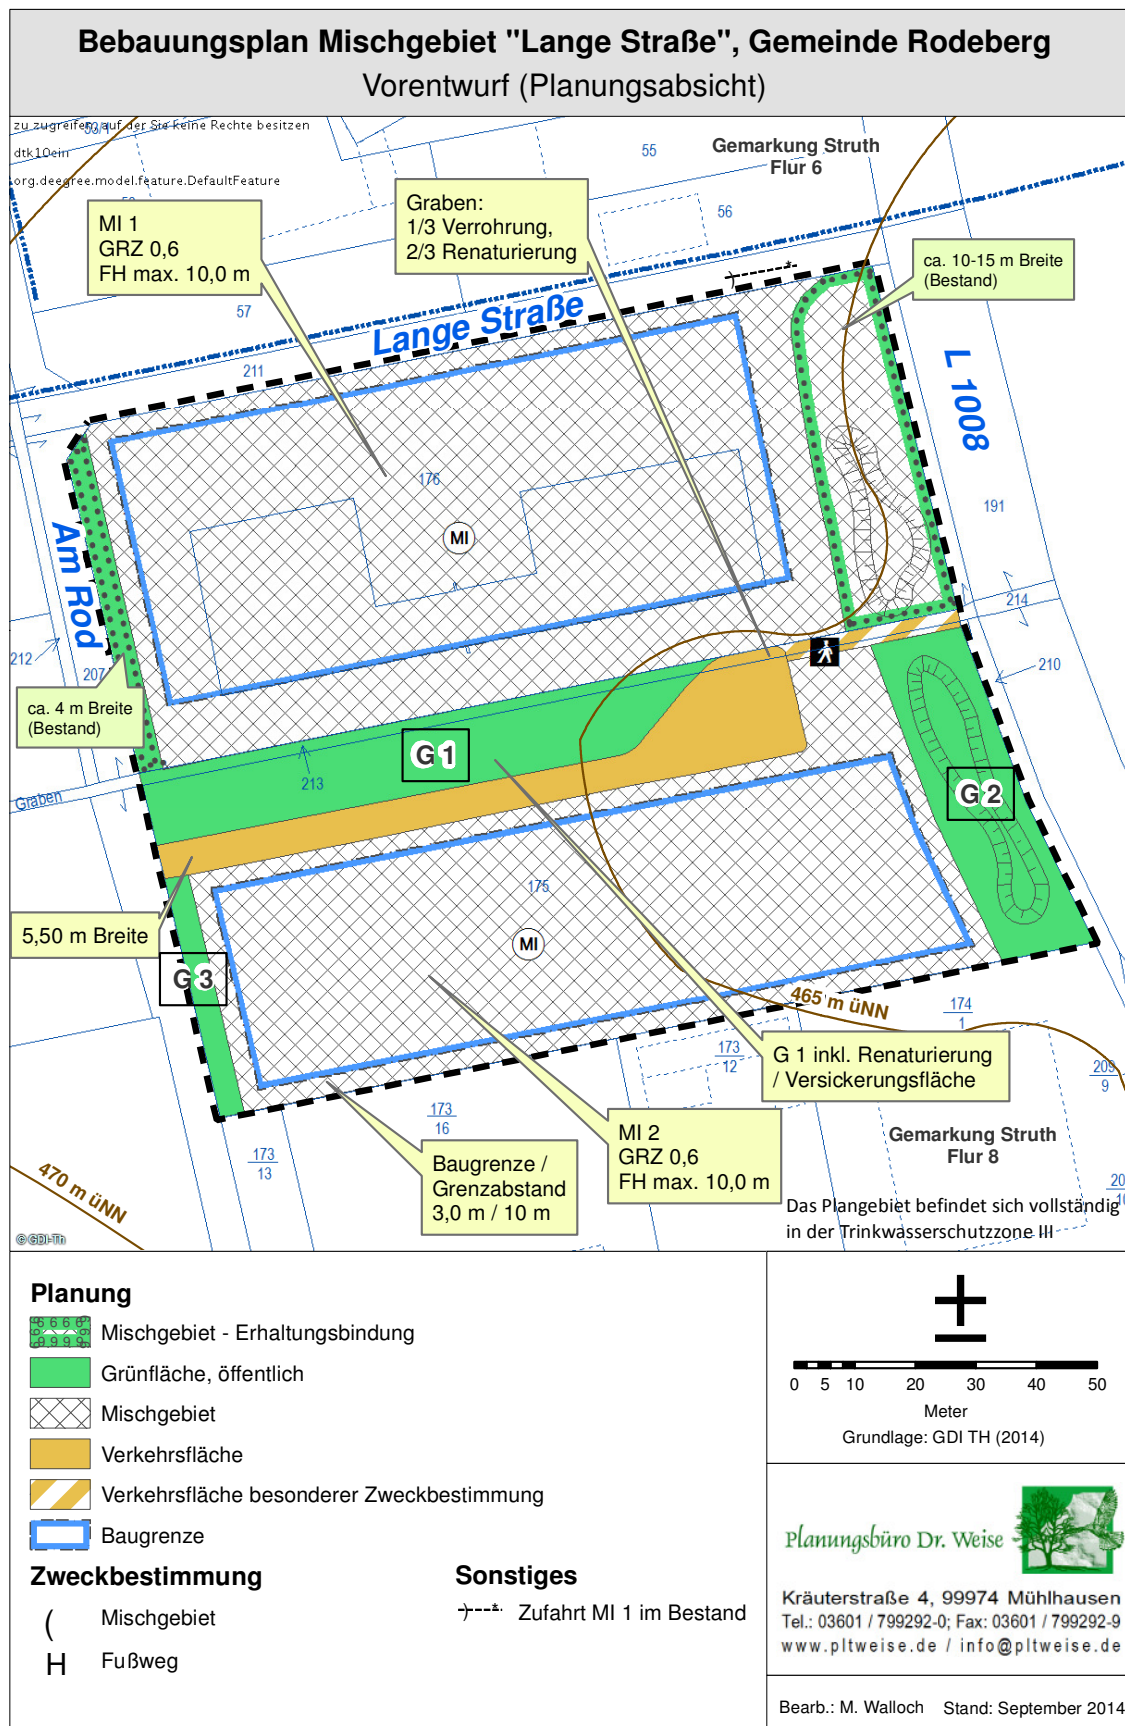 Bebauungsplan Mischgebiet "Lange Straße", Gemeinde Rodeberg
Vorentwurf (Planungsabsicht)
zu zugreifen, auf der Sie keine Rechte besitzen
53/1
dtk10ein
org.deegree.model.feature.DefaultFeature
55
Gemarkung Struth
Flur 6
56
MI 1
GRZ 0,6
FH max. 10,0 m
Graben:
1/3 Verrohrung,
2/3 Renaturierung
ca. 10-15 m Breite
(Bestand)
57
Lange Straße
211
L 1008
176
MI
191
Am Rod
214
212
207
210
ca. 4 m Breite
(Bestand)
G 1
213
Graben
G 2
175
5,50 m Breite
MI
G 3
465 m üNN
174
1
G 1 inkl. Renaturierung
/ Versickerungsfläche
173
12
209
9
173
16
MI 2
GRZ 0,6
FH max. 10,0 m
Gemarkung Struth
Flur 8
173
13
Baugrenze /
Grenzabstand
3,0 m / 10 m
470 m üNN
Das Plangebiet befindet sich vollständig
in der Trinkwasserschutzzone III
© GDI-Th
Planung
Mischgebiet - Erhaltungsbindung
Grünfläche, öffentlich
Mischgebiet
Verkehrsfläche
Verkehrsfläche besonderer Zweckbestimmung
Baugrenze
Zweckbestimmung
( Mischgebiet
H Fußweg
Sonstiges
Zufahrt MI 1 im Bestand
0 5 10 20 30 40 50
Meter
Grundlage: GDI TH (2014)
Planungsbüro Dr. Weise
Kräuterstraße 4, 99974 Mühlhausen
Tel.: 03601 / 799292-0; Fax: 03601 / 799292-9
www.pltweise.de / info@pltweise.de
Bearb.: M. Walloch Stand: September 2014